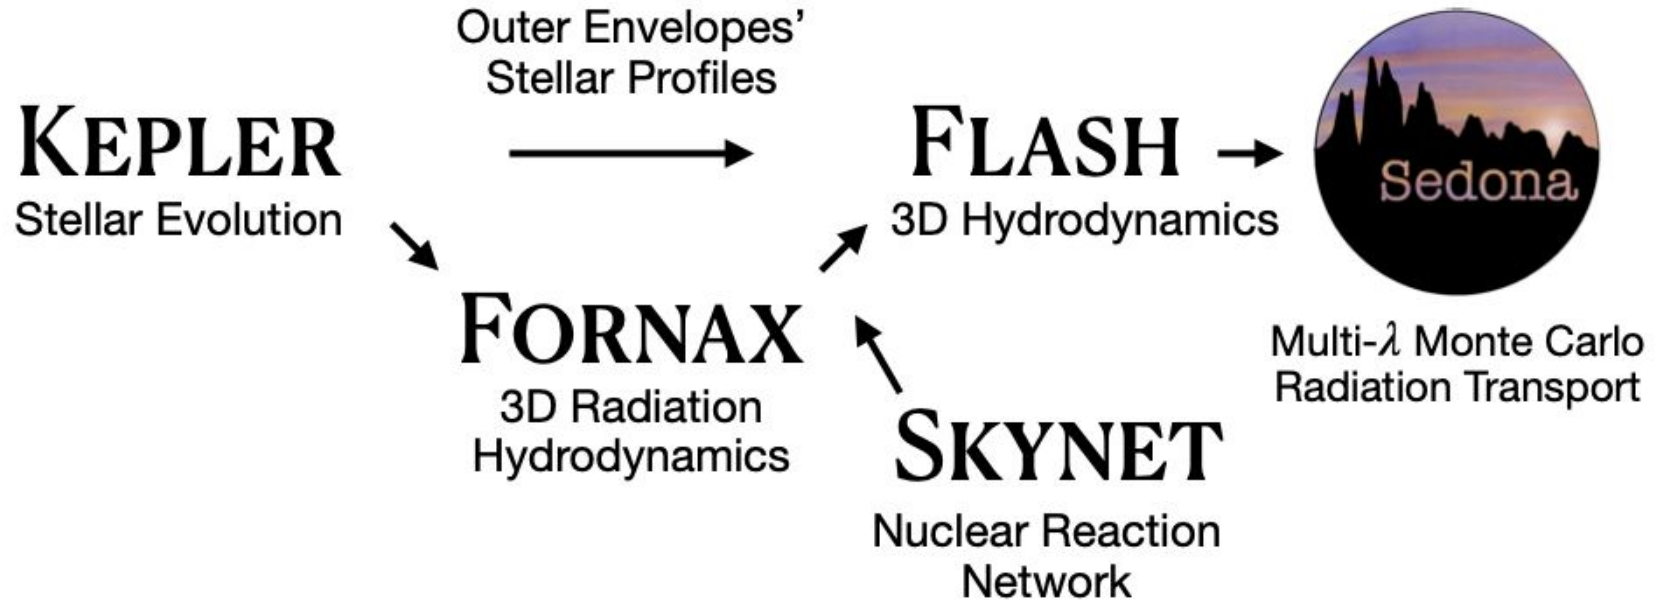 Outer Envelopes’
Stellar Profiles
KEPLER
Stellar Evolution
FLASH
3D Hydrodynamics
Sedona
Multi-λ Monte Carlo
Radiation Transport
FORNAX
3D Radiation
Hydrodynamics
SKYNET
Nuclear Reaction
Network